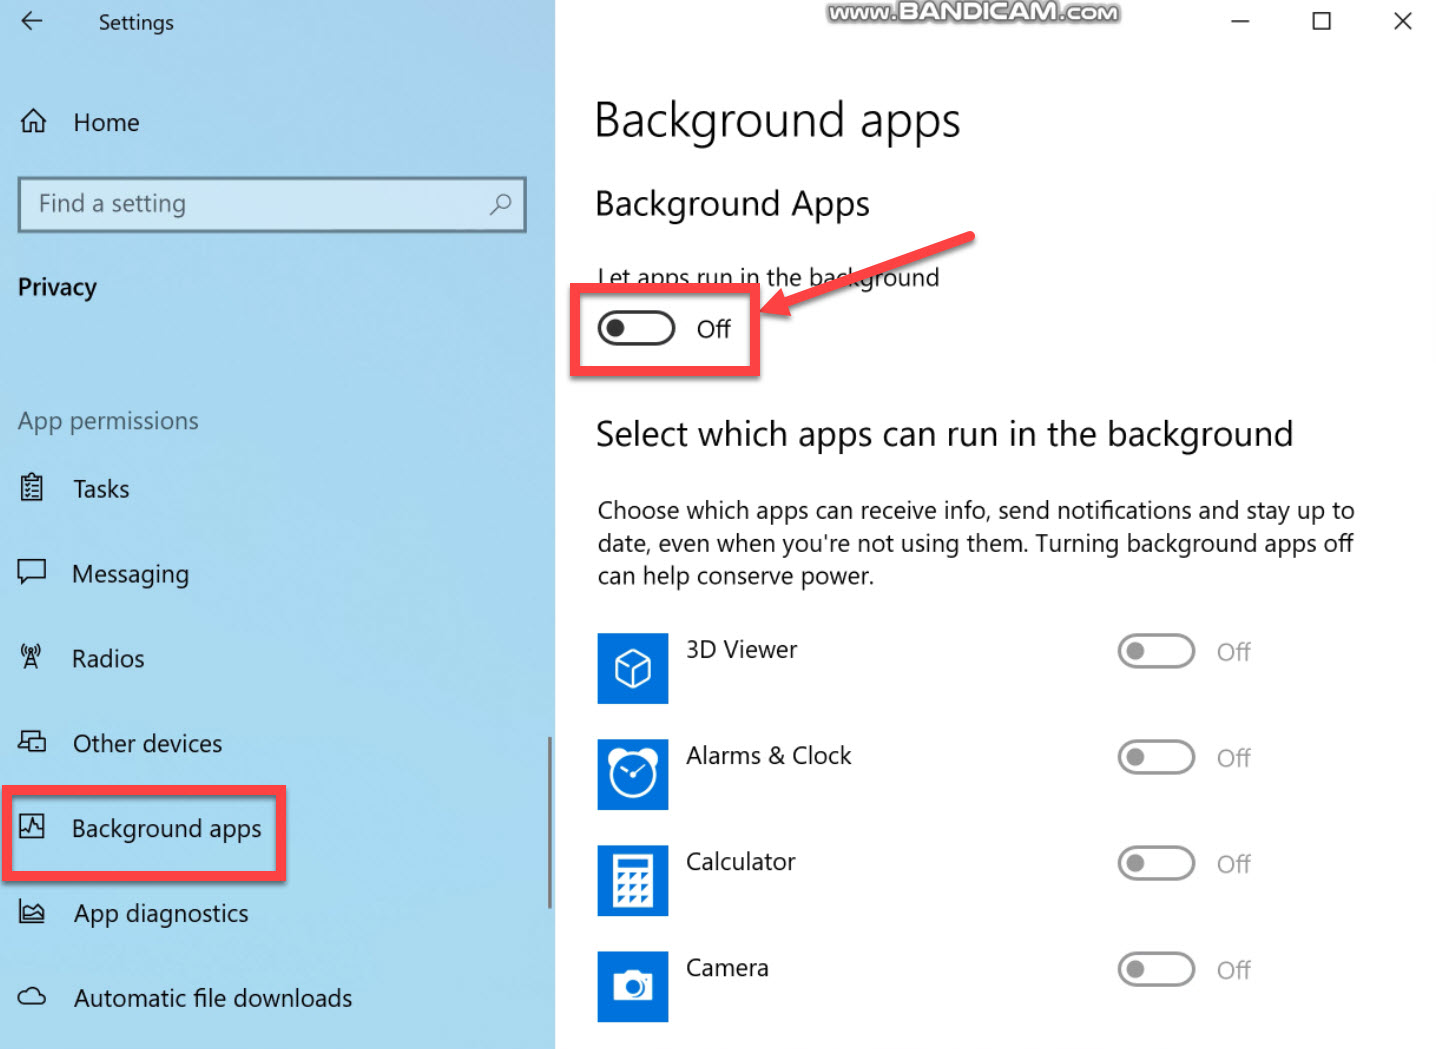 www.BANDICAM.com
Settings
Home
Find a setting
Privacy
App permissions
Tasks
Messaging
Radios
Other devices
Background apps
App diagnostics
Automatic file downloads
Background apps
Background Apps
Let apps run in the background
Off
Select which apps can run in the background
Choose which apps can receive info, send notifications and stay up to
date, even when you're not using them. Turning background apps off
can help conserve power.
3D Viewer Off
Alarms & Clock Off
Calculator Off
Camera Off